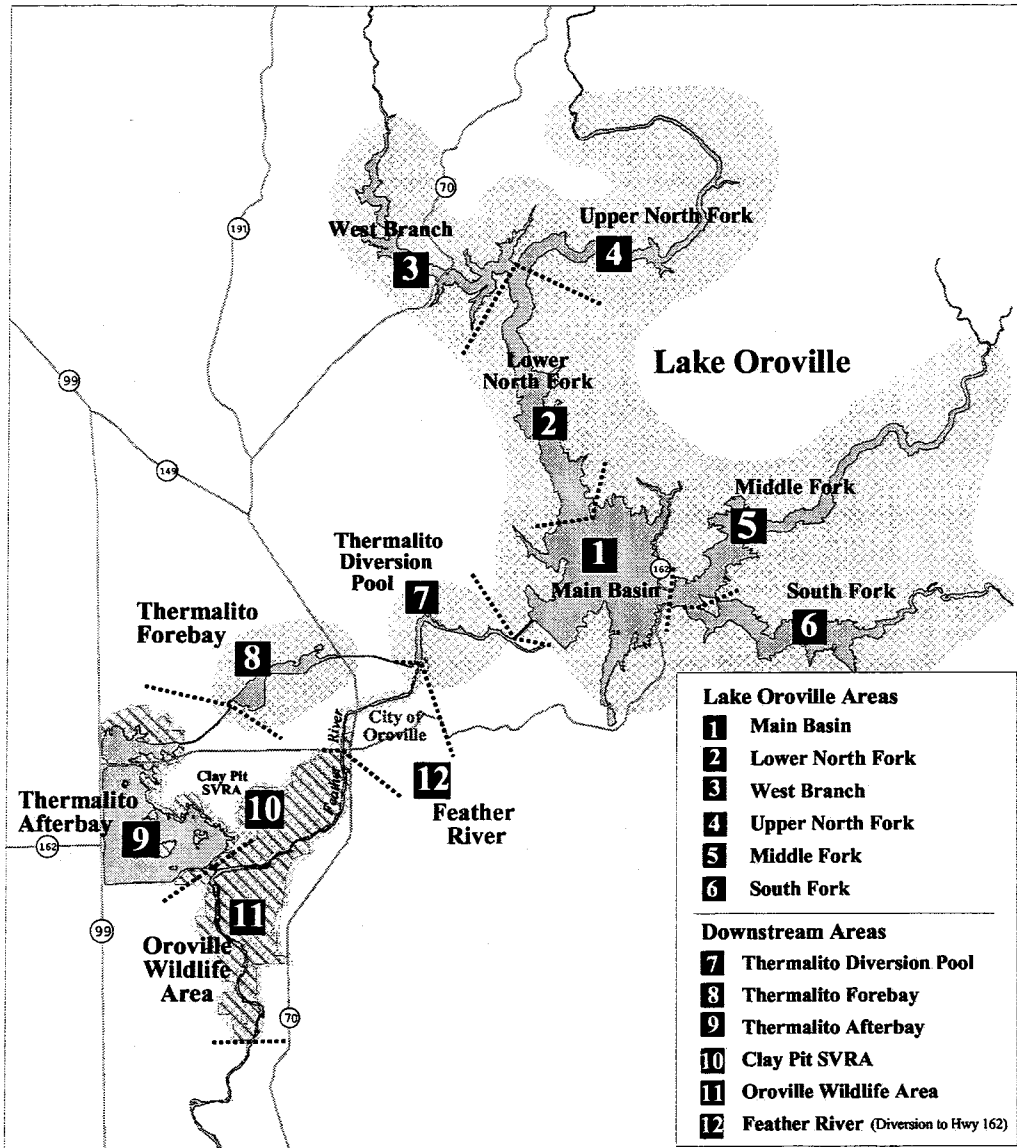 70
191
Upper North Fork
West Branch
4
3
Lake Oroville
Lower
North Fork
99
2
149
Middle Fork
5
Thermalito
Diversion
Pool
1
162
Main Basin
7
South Fork
Thermalito
Forebay
6
8
City of
Oroville
Feather River
Clay Pit
SVRA
12
Feather
River
10
Thermalito
Afterbay
9
162
11
99
Oroville
Wildlife
Area
70
Lake Oroville Areas
1 Main Basin
2 Lower North Fork
3 West Branch
4 Upper North Fork
5 Middle Fork
6 South Fork
Downstream Areas
7 Thermalito Diversion Pool
8 Thermalito Forebay
9 Thermalito Afterbay
10 Clay Pit SVRA
11 Oroville Wildlife Area
12 Feather River (Diversion to Hwy 162)